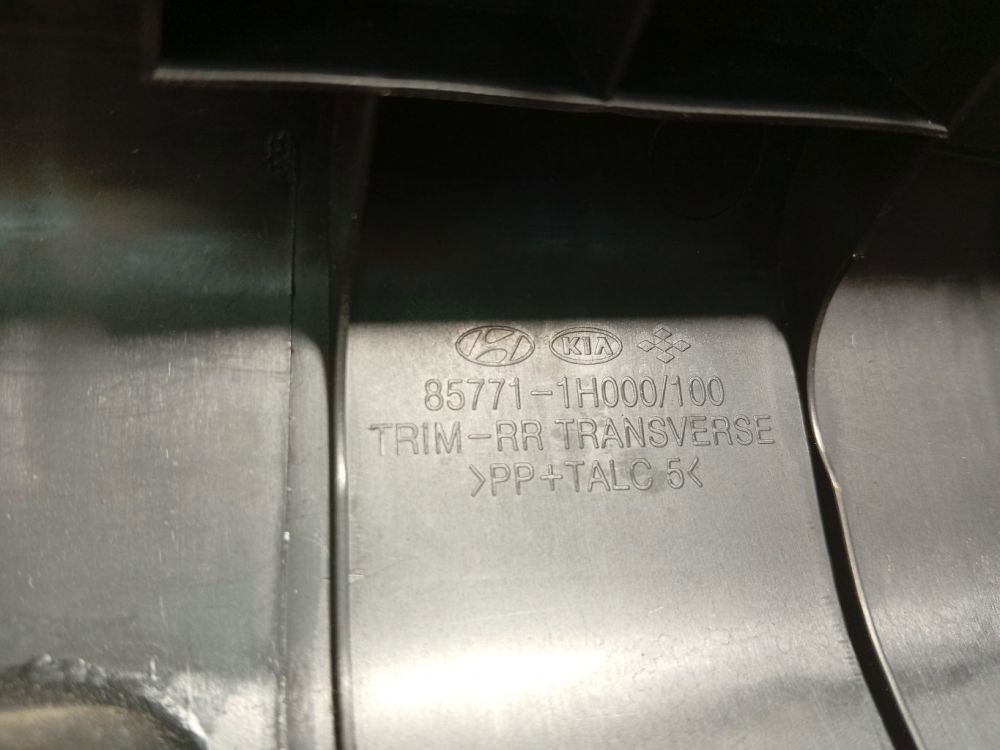 KIA
85771-1H000/100
TRIM-RR TRANSVERSE
>PP+TALC 5<